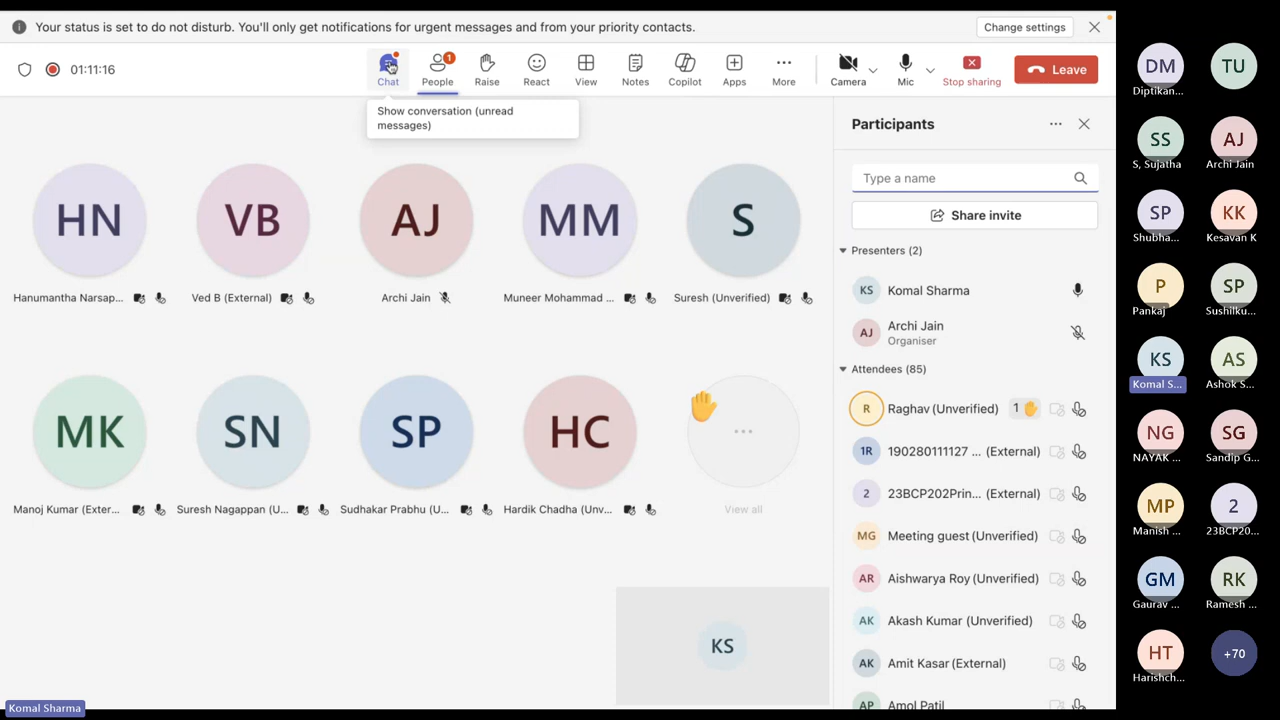 Your status is set to do not disturb. You'll only get notifications for urgent messages and from your priority contacts.
Change settings
01:11:16
Chat
People
1
Raise
React
View
Notes
Copilot
Apps
More
Camera
Mic
Stop sharing
Leave
Show conversation (unread
messages)
HN
VB
AJ
MM
S
Hanumantha Narsap...
Ved B (External)
Archi Jain
Muneer Mohammad ...
Suresh (Unverified)
MK
SN
SP
HC
...
Manoj Kumar (Exter...
Suresh Nagappan (U...
Sudhakar Prabhu (U...
Hardik Chadha (Unv...
View all
KS
Komal Sharma
Participants
Type a name
Share invite
Presenters (2)
KS
Komal Sharma
AJ
Archi Jain
Organiser
Attendees (85)
R
Raghav (Unverified)
1
1R
190280111127 ... (External)
2
23BCP202Prin... (External)
MG
Meeting guest (Unverified)
AR
Aishwarya Roy (Unverified)
AK
Akash Kumar (Unverified)
AK
Amit Kasar (External)
AP
Amol Patil
DM
TU
Diptikan...
SS
AJ
S, Sujatha
Archi Jain
SP
KK
Shubha...
Kesavan K
P
SP
Pankaj
Sushilku...
KS
AS
Komal S...
Ashok S...
NG
SG
NAYAK ...
Sandip G...
MP
2
Manish ...
23BCP20...
GM
RK
Gaurav ...
Ramesh ...
HT
+70
Harishch...